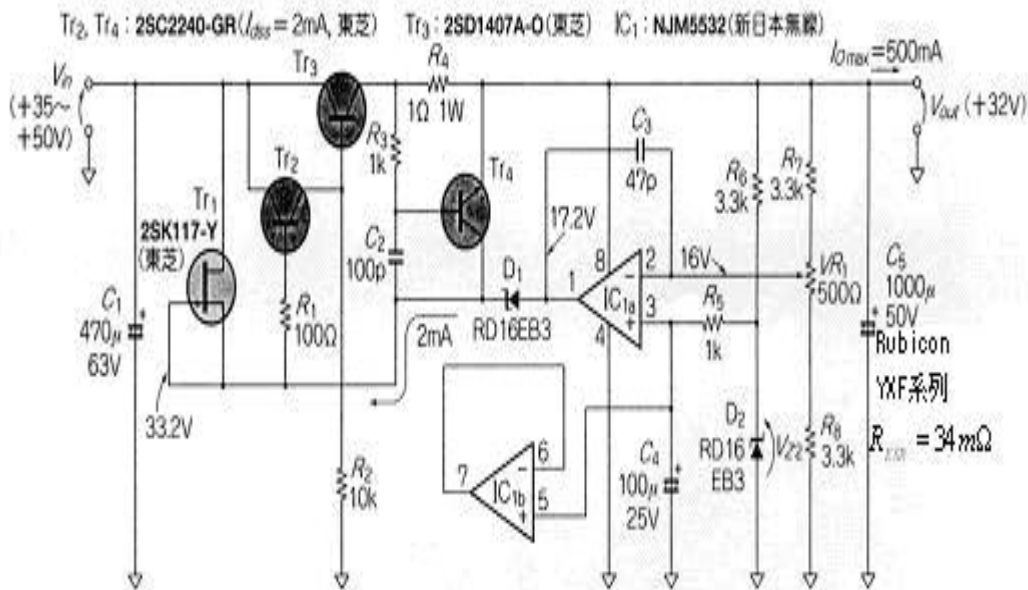 Tr2, Tr4 : 2SC2240-GR(Idss = 2mA, 東芝) Tr3 : 2SD1407A-O(東芝) IC1 : NJM5532(新日本無線)
IO max = 500mA
Vin
(+35～
+50V)
Tr3
R4
1Ω 1W
Vout (+32V)
R3
1k
C3
47p
Tr2
Tr4
R6
3.3k
R7
3.3k
Tr1
2SK117-Y
(東芝)
17.2V
C2
100p
D1
RD16EB3
1
8
2
3
4
IC1a
16V
VR1
500Ω
C5
1000μ
50V
Rubicon
YXF系列
= 34mΩ
C1
470μ
63V
R1
100Ω
2mA
R5
1k
33.2V
D2
RD16
EB3
VZ2
R8
3.3k
R2
10k
7
6
5
IC1b
C4
100μ
25V